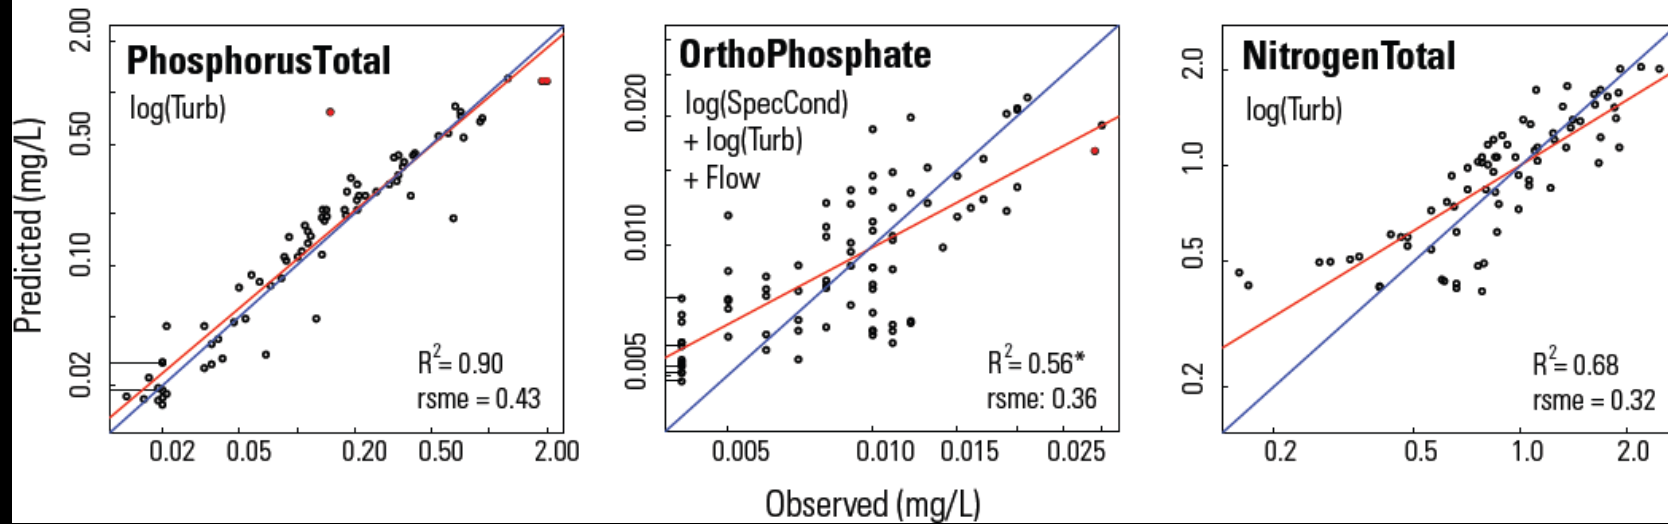 Predicted (mg/L)
2.00
0.50
0.10
0.02
PhosphorusTotal
log(Turb)
R²= 0.90
rsme = 0.43
0.02 0.05 0.20 0.50 2.00
0.020
0.010
0.005
OrthoPhosphate
log(SpecCond)
+ log(Turb)
+ Flow
R²= 0.56*
rsme: 0.36
0.005 0.010 0.015 0.025
2.0
1.0
0.5
0.2
NitrogenTotal
log(Turb)
R²= 0.68
rsme = 0.32
0.2 0.5 1.0 2.0
Observed (mg/L)